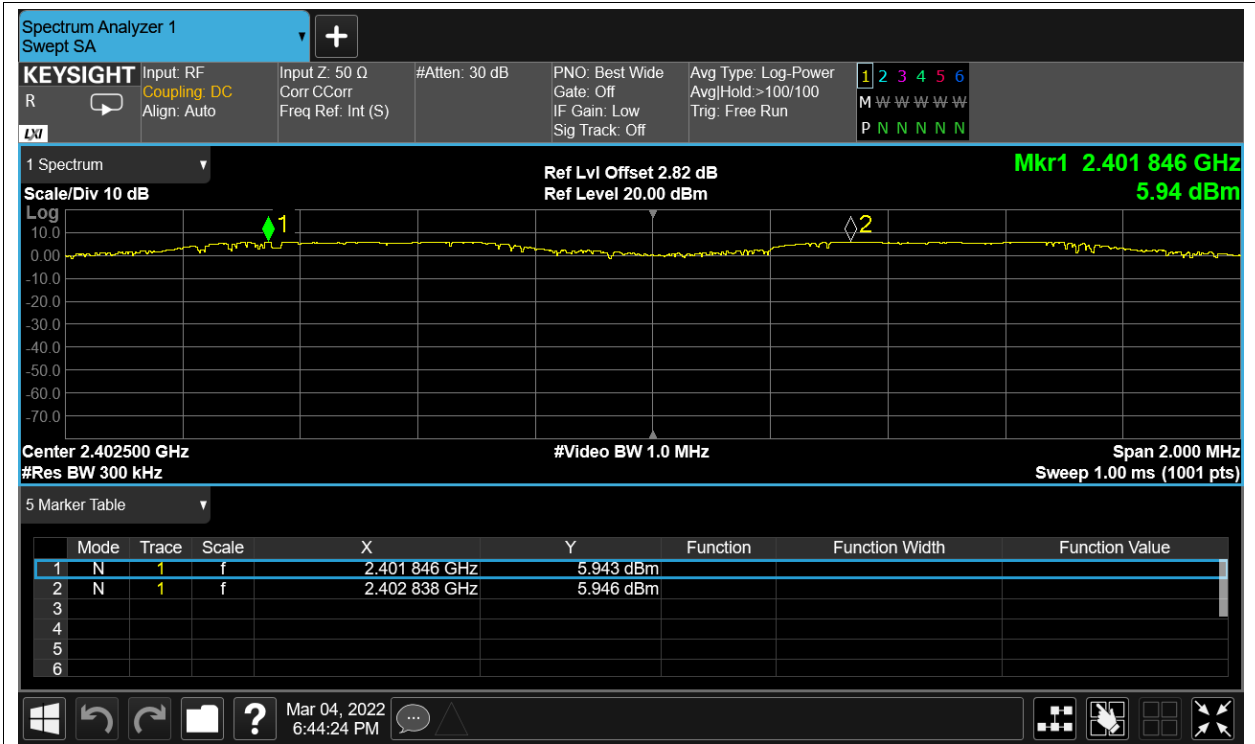 Spectrum Analyzer 1
Swept SA
+
KEYSIGHT
R
LXI
Input: RF
Coupling: DC
Align: Auto
Input Z: 50 Ω
Corr CCorr
Freq Ref: Int (S)
#Atten: 30 dB
PNO: Best Wide
Gate: Off
IF Gain: Low
Sig Track: Off
Avg Type: Log-Power
Avg|Hold:>100/100
Trig: Free Run
1 2 3 4 5 6
M W W W W W
P N N N N N
1 Spectrum
Scale/Div 10 dB
Ref Lvl Offset 2.82 dB
Ref Level 20.00 dBm
Mkr1 2.401 846 GHz
5.94 dBm
Log
10.0
0.00
-10.0
-20.0
-30.0
-40.0
-50.0
-60.0
-70.0
1
2
Center 2.402500 GHz
#Res BW 300 kHz
#Video BW 1.0 MHz
Span 2.000 MHz
Sweep 1.00 ms (1001 pts)
5 Marker Table
Mode Trace Scale X Y Function Function Width Function Value
1 N 1 f 2.401 846 GHz 5.943 dBm
2 N 1 f 2.402 838 GHz 5.946 dBm
3
4
5
6
?
Mar 04, 2022
6:44:24 PM